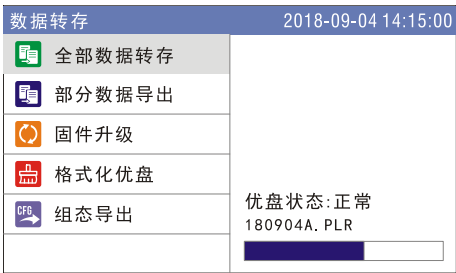 数据转存 2018-09-04 14:15:00
全部数据转存
部分数据导出
固件升级
格式化优盘
CFG 组态导出
优盘状态:正常
180904A.PLR